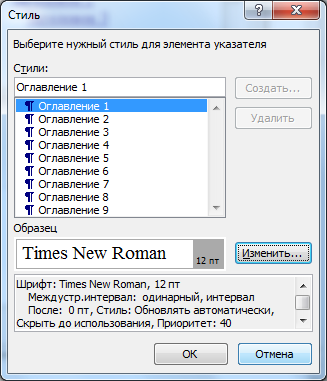 Стиль
Выберите нужный стиль для элемента указателя
Стили:
Оглавление 1
Создать...
Удалить
¶ Оглавление 1
¶ Оглавление 2
¶ Оглавление 3
¶ Оглавление 4
¶ Оглавление 5
¶ Оглавление 6
¶ Оглавление 7
¶ Оглавление 8
¶ Оглавление 9
Образец
Times New Roman
12 пт
Изменить...
Шрифт: Times New Roman, 12 пт
Междустр.интервал: одинарный, интервал
После: 0 пт, Стиль: Обновлять автоматически,
Скрыть до использования, Приоритет: 40
ОК
Отмена